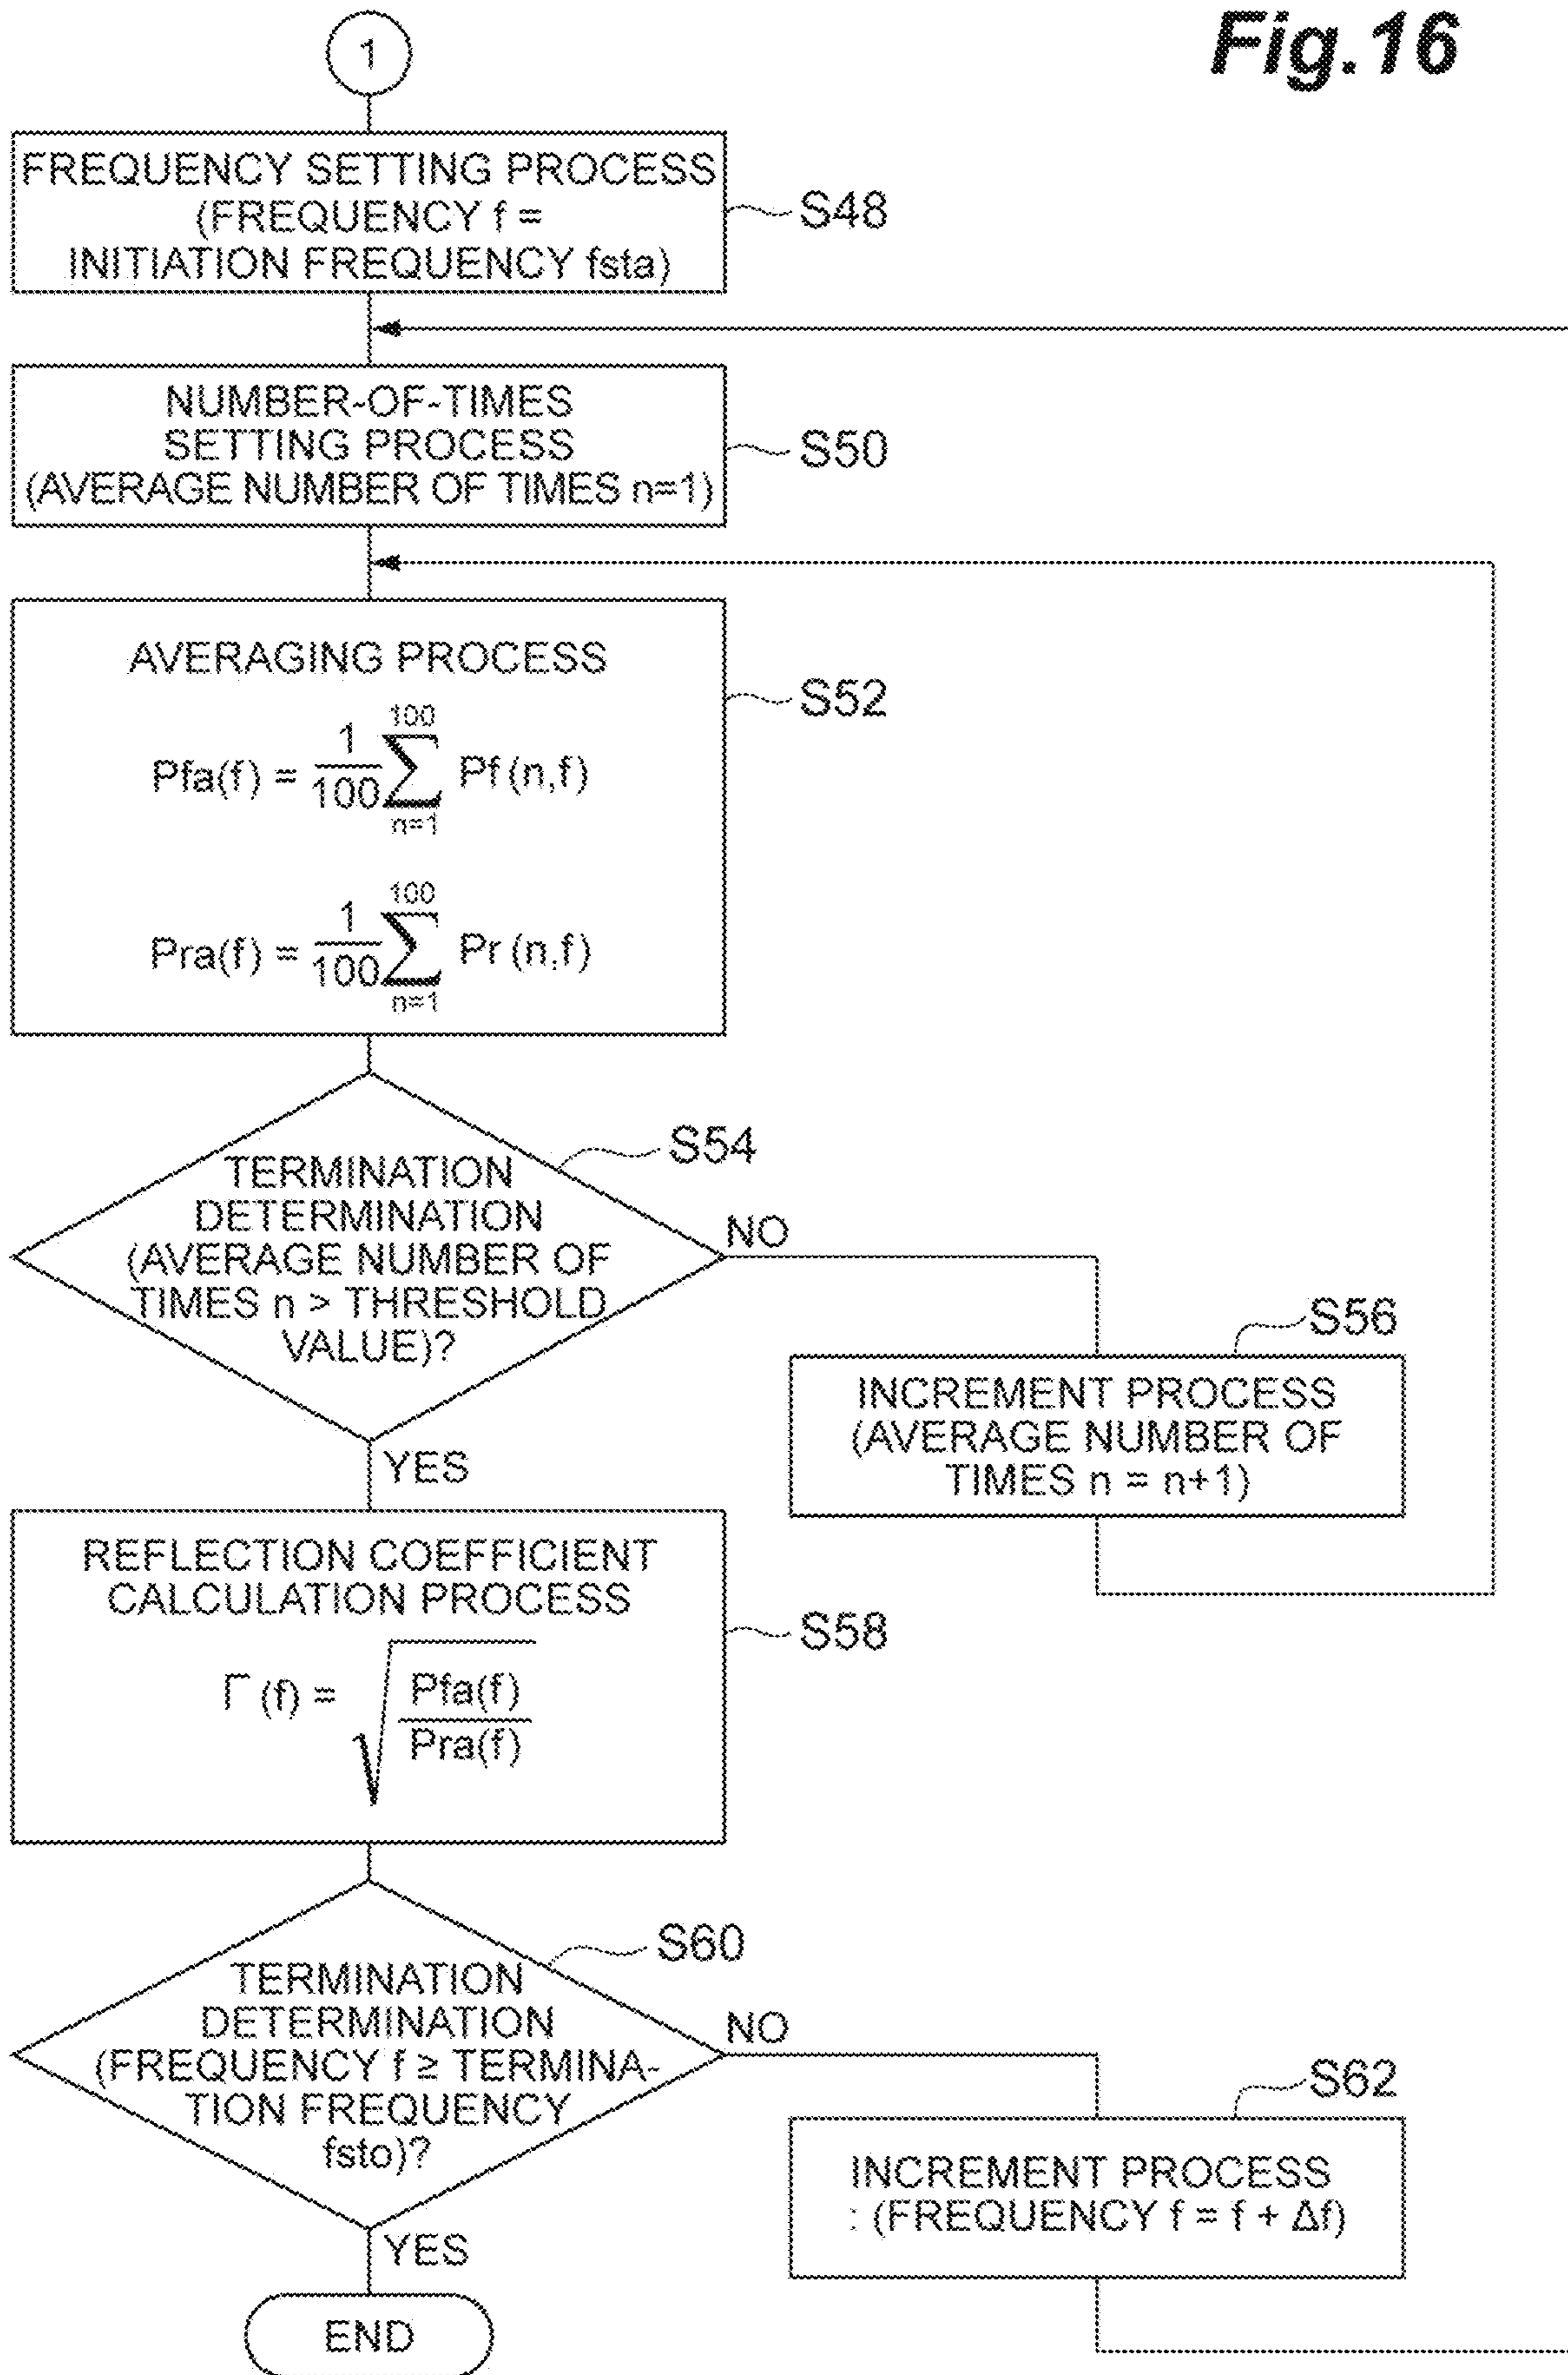 Fig.16
1
FREQUENCY SETTING PROCESS
(FREQUENCY f =
INITIATION FREQUENCY fsta)
S48
NUMBER-OF-TIMES
SETTING PROCESS
(AVERAGE NUMBER OF TIMES n=1)
S50
AVERAGING PROCESS
Pfa(f) = 1/100 ∑ n=1 100 Pf (n,f)
Pra(f) = 1/100 ∑ n=1 100 Pr (n,f)
S52
TERMINATION
DETERMINATION
(AVERAGE NUMBER OF
TIMES n > THRESHOLD
VALUE)?
S54
NO
YES
S56
INCREMENT PROCESS
(AVERAGE NUMBER OF
TIMES n = n+1)
REFLECTION COEFFICIENT
CALCULATION PROCESS
Γ (f) = √ Pfa(f) / Pra(f)
S58
TERMINATION
DETERMINATION
(FREQUENCY f ≥ TERMINA-
TION FREQUENCY
fsto)?
S60
NO
YES
S62
INCREMENT PROCESS
: (FREQUENCY f = f + Δf)
END